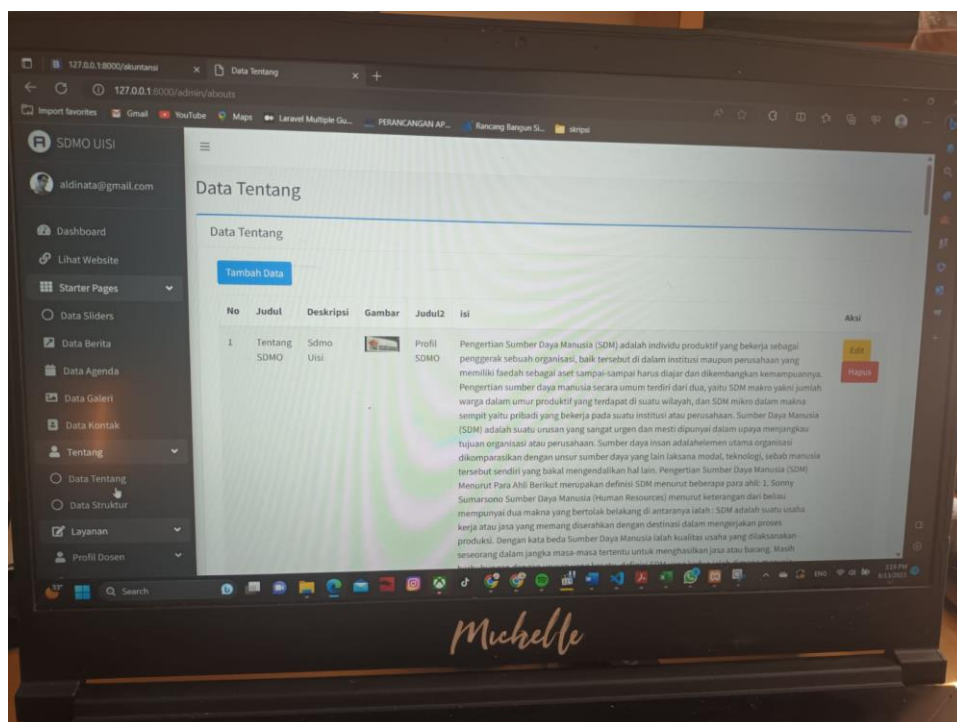 127.0.0.1:8000/akuntansi
Data Tentang
127.0.0.1:8000/admin/abouts
Import favorites Gmail YouTube Maps Laravel Multiple Gu... PERANCANGAN AP... Rancang Bangun Si... skripsi
SDMO UISI
aldinata@gmail.com
Dashboard
Lihat Website
Starter Pages
Data Sliders
Data Berita
Data Agenda
Data Galeri
Data Kontak
Tentang
Data Tentang
Data Struktur
Layanan
Profil Dosen
Data Tentang
Data Tentang
Tambah Data
No Judul Deskripsi Gambar Judul2 isi Aksi
1 Tentang SDMO Sdmo Uisi Profil SDMO
Pengertian Sumber Daya Manusia (SDM) adalah individu produktif yang bekerja sebagai
penggerak sebuah organisasi, baik tersebut di dalam institusi maupun perusahaan yang
memiliki faedah sebagai aset sampai-sampai harus diajar dan dikembangkan kemampuannya.
Pengertian sumber daya manusia secara umum terdiri dari dua, yaitu SDM makro yakni jumlah
warga dalam umur produktif yang terdapat di suatu wilayah, dan SDM mikro dalam makna
sempit yaitu pribadi yang bekerja pada suatu institusi atau perusahaan. Sumber Daya Manusia
(SDM) adalah suatu urusan yang sangat urgen dan mesti dipunyai dalam upaya menjangkau
tujuan organisasi atau perusahaan. Sumber daya insan adalahelemen utama organisasi
dikomparasikan dengan unsur sumber daya yang lain laksana modal, teknologi, sebab manusia
tersebut sendiri yang bakal mengendalikan hal lain. Pengertian Sumber Daya Manusia (SDM)
Menurut Para Ahli Berikut merupakan definisi SDM menurut beberapa para ahli: 1. Sonny
Sumarsono Sumber Daya Manusia (Human Resources) menurut keterangan dari beliau
mempunyai dua makna yang bertolak belakang di antaranya ialah : SDM adalah suatu usaha
kerja atau jasa yang memang diserahkan dengan destinasi dalam mengerjakan proses
produksi. Dengan kata beda Sumber Daya Manusia ialah kualitas usaha yang dilaksanakan
seseorang dalam jangka masa-masa tertentu untuk menghasilkan jasa atau barang. Masih
Edit
Hapus
Search
ENG
3:19 PM
8/13/2023
Michelle